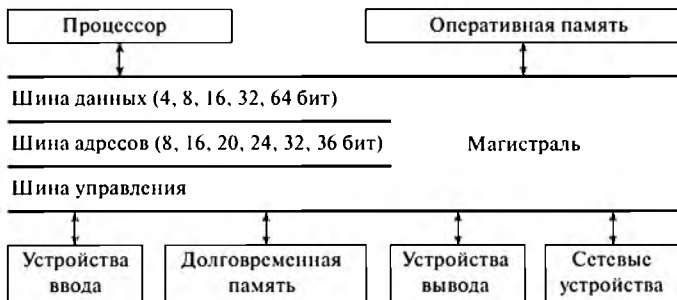 Процессор
Оперативная память
Шина данных (4, 8, 16, 32, 64 бит)
Шина адресов (8, 16, 20, 24, 32, 36 бит)
Магистраль
Шина управления
Устройства
ввода
Долговременная
память
Устройства
вывода
Сетевые
устройства